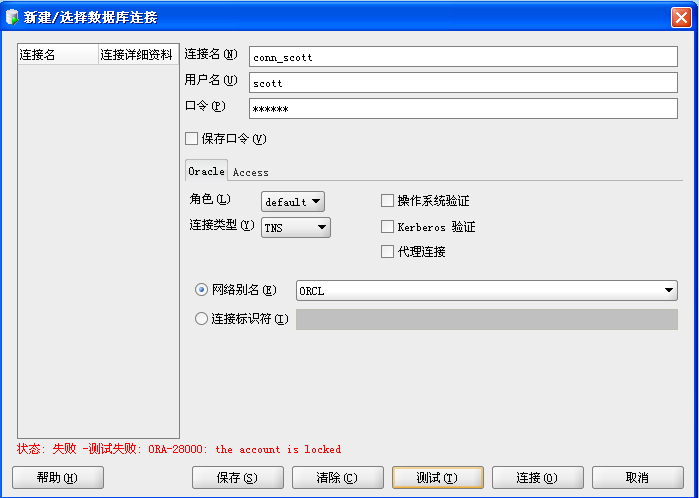 新建/选择数据库连接
连接名 连接详细资料
连接名(N) conn_scott
用户名(U) scott
口令(P) ******
保存口令(V)
Oracle Access
角色(L) default 操作系统验证
连接类型(Y) TNS Kerberos 验证
代理连接
网络别名(E) ORCL
连接标识符(I)
状态: 失败 -测试失败: ORA-28000: the account is locked
帮助(H) 保存(S) 清除(C) 测试(T) 连接(O) 取消